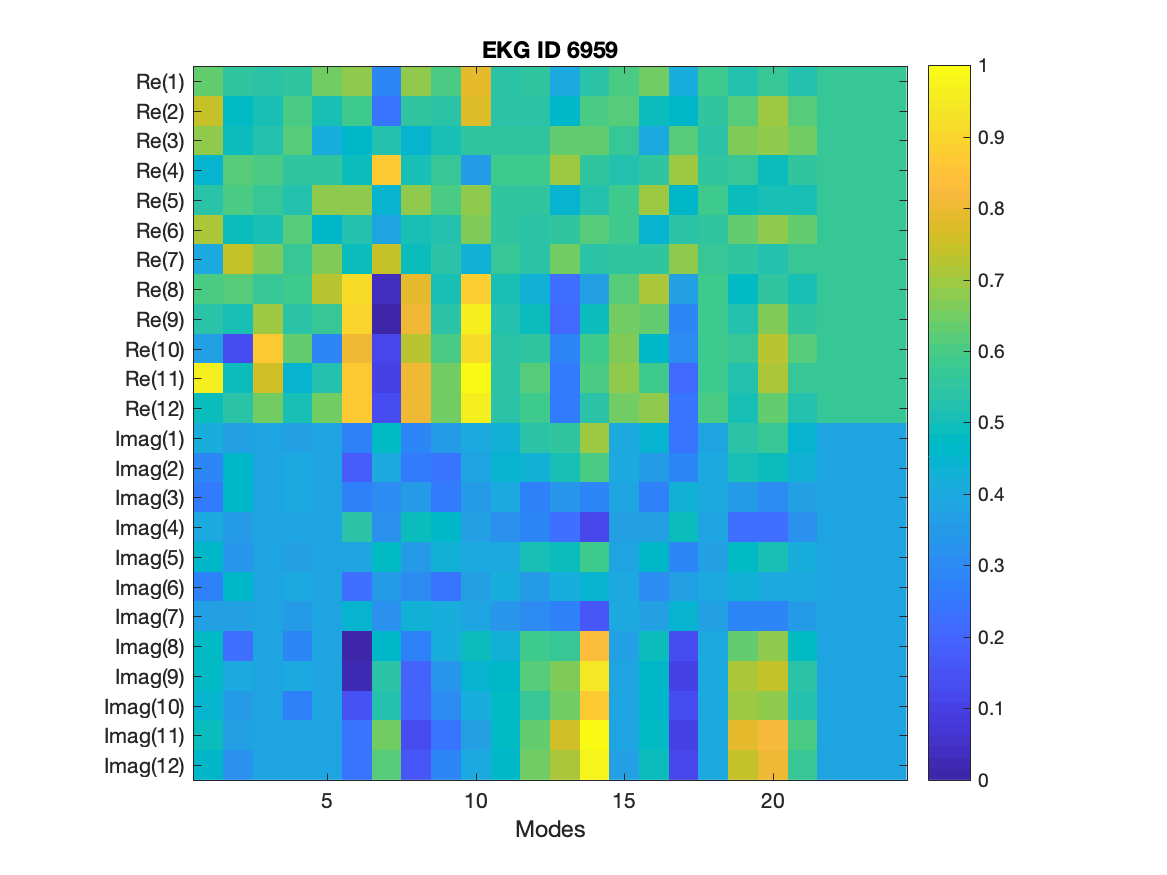 EKG ID 6959
Re(1)
Re(2)
Re(3)
Re(4)
Re(5)
Re(6)
Re(7)
Re(8)
Re(9)
Re(10)
Re(11)
Re(12)
Imag(1)
Imag(2)
Imag(3)
Imag(4)
Imag(5)
Imag(6)
Imag(7)
Imag(8)
Imag(9)
Imag(10)
Imag(11)
Imag(12)
5 10 15 20
Modes
1
0.9
0.8
0.7
0.6
0.5
0.4
0.3
0.2
0.1
0